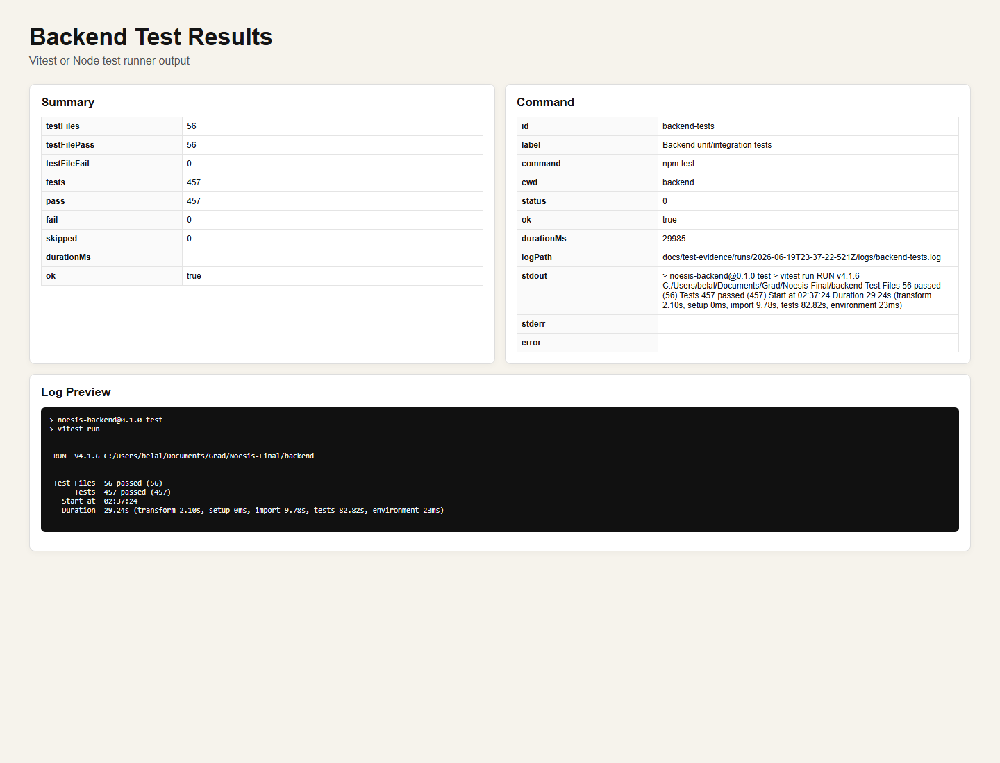 Backend Test Results
Vitest or Node test runner output
Summary
testFiles 56
testFilePass 56
testFileFail 0
tests 457
pass 457
fail 0
skipped 0
durationMs
ok true
Command
id backend-tests
label Backend unit/integration tests
command npm test
cwd backend
status 0
ok true
durationMs 29985
logPath docs/test-evidence/runs/2026-06-19T23-37-22-521Z/logs/backend-tests.log
stdout > noesis-backend@0.1.0 test > vitest run RUN v4.1.6
C:/Users/belal/Documents/Grad/Noesis-Final/backend Test Files 56 passed
(56) Tests 457 passed (457) Start at 02:37:24 Duration 29.24s (transform
2.10s, setup 0ms, import 9.78s, tests 82.82s, environment 23ms)
stderr
error
Log Preview
> noesis-backend@0.1.0 test
> vitest run
RUN v4.1.6 C:/Users/belal/Documents/Grad/Noesis-Final/backend
Test Files 56 passed (56)
Tests 457 passed (457)
Start at 02:37:24
Duration 29.24s (transform 2.10s, setup 0ms, import 9.78s, tests 82.82s, environment 23ms)